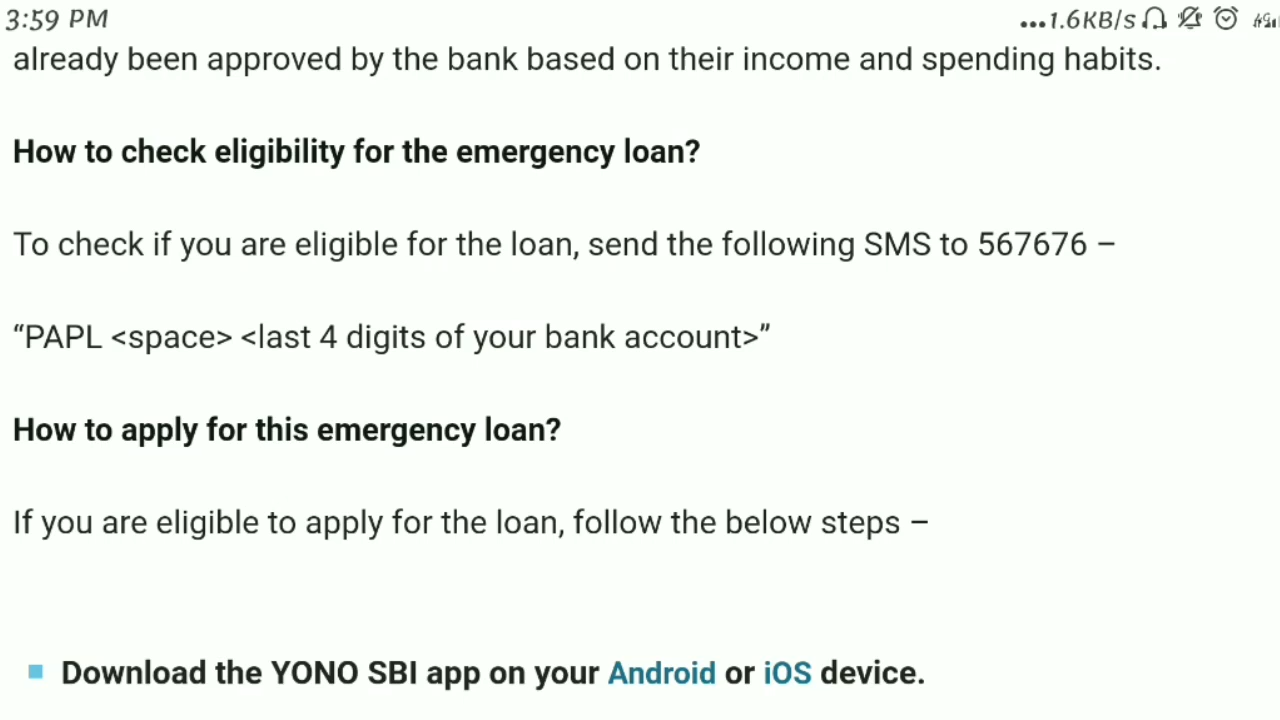 3:59 PM
...1.6KB/s
already been approved by the bank based on their income and spending habits.
How to check eligibility for the emergency loan?
To check if you are eligible for the loan, send the following SMS to 567676 –
“PAPL <space> <last 4 digits of your bank account>”
How to apply for this emergency loan?
If you are eligible to apply for the loan, follow the below steps –
Download the YONO SBI app on your Android or iOS device.